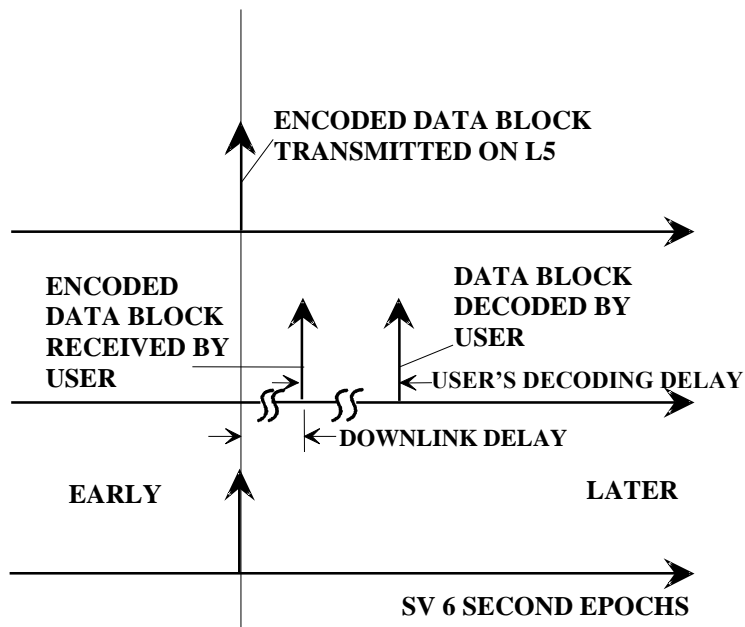 ENCODED DATA BLOCK
TRANSMITTED ON L5
ENCODED
DATA BLOCK
RECEIVED BY
USER
DATA BLOCK
DECODED BY
USER
USER'S DECODING DELAY
DOWNLINK DELAY
EARLY
LATER
SV 6 SECOND EPOCHS